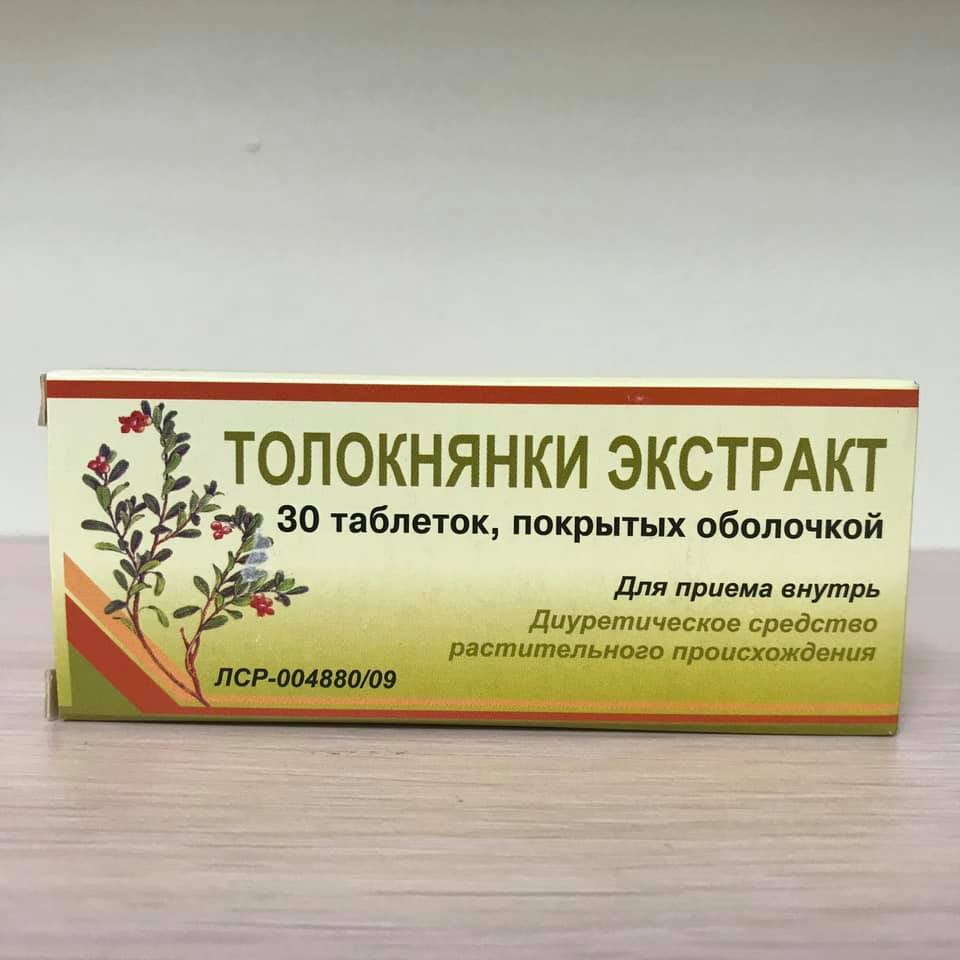 ТОЛОКНЯНКИ ЭКСТРАКТ
30 таблеток, покрытых оболочкой
Для приема внутрь
Диуретическое средство
растительного происхождения
ЛСР-004880/09